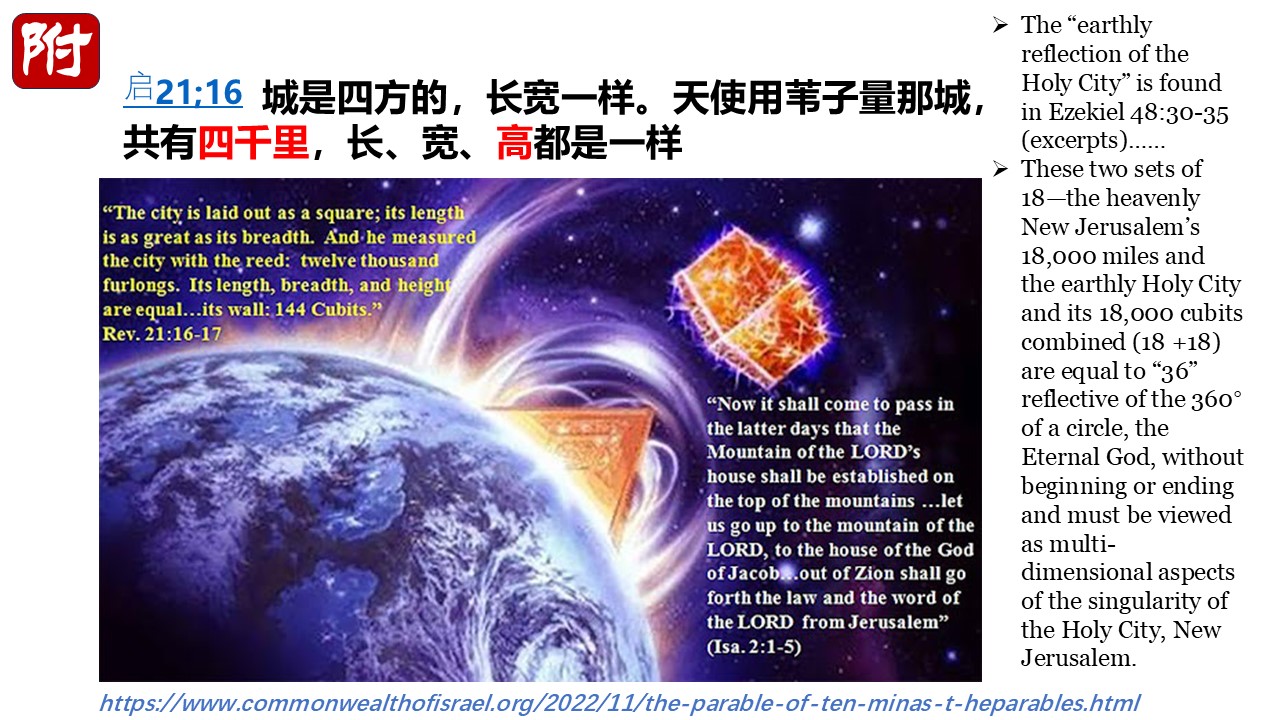 附
启21;16 城是四方的，长宽一样。天使用苇子量那城，
共有四千里，长、宽、高都是一样
“The city is laid out as a square; its length
is as great as its breadth. And he measured
the city with the reed: twelve thousand
furlongs. Its length, breadth, and height
are equal…its wall: 144 Cubits.”
Rev. 21:16-17
“Now it shall come to pass in
the latter days that the
Mountain of the LORD’s
house shall be established on
the top of the mountains …let
us go up to the mountain of the
LORD, to the house of the God
of Jacob…out of Zion shall go
forth the law and the word of
the LORD from Jerusalem”
(Isa. 2:1-5)
➢ The “earthly
reflection of the
Holy City” is found
in Ezekiel 48:30-35
(excerpts)……
➢ These two sets of
18—the heavenly
New Jerusalem’s
18,000 miles and
the earthly Holy City
and its 18,000 cubits
combined (18 +18)
are equal to “36”
reflective of the 360°
of a circle, the
Eternal God, without
beginning or ending
and must be viewed
as multi-
dimensional aspects
of the singularity of
the Holy City, New
Jerusalem.
https://www.commonwealthofisrael.org/2022/11/the-parable-of-ten-minas-t-heparables.html